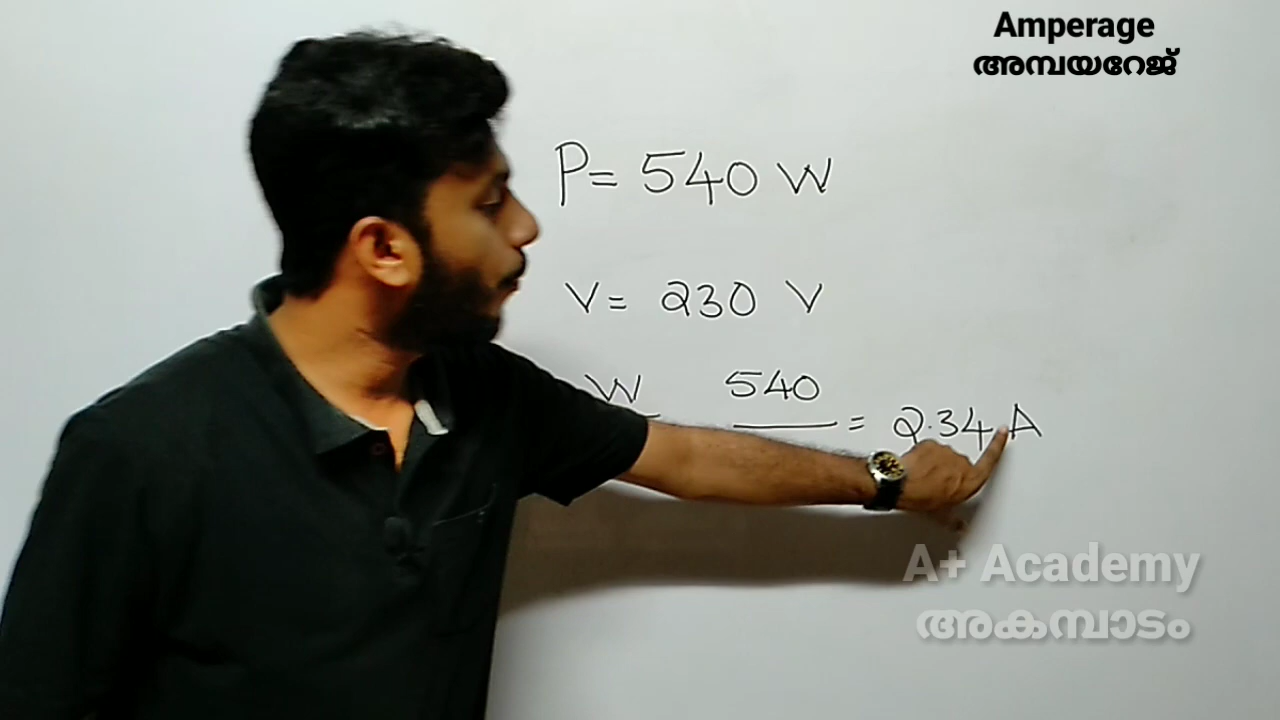 Amperage
അമ്പയറേജ്
P= 540 W
V= 230 V
W 540
= 2.34 A
A+ Academy
അകമ്പാടം